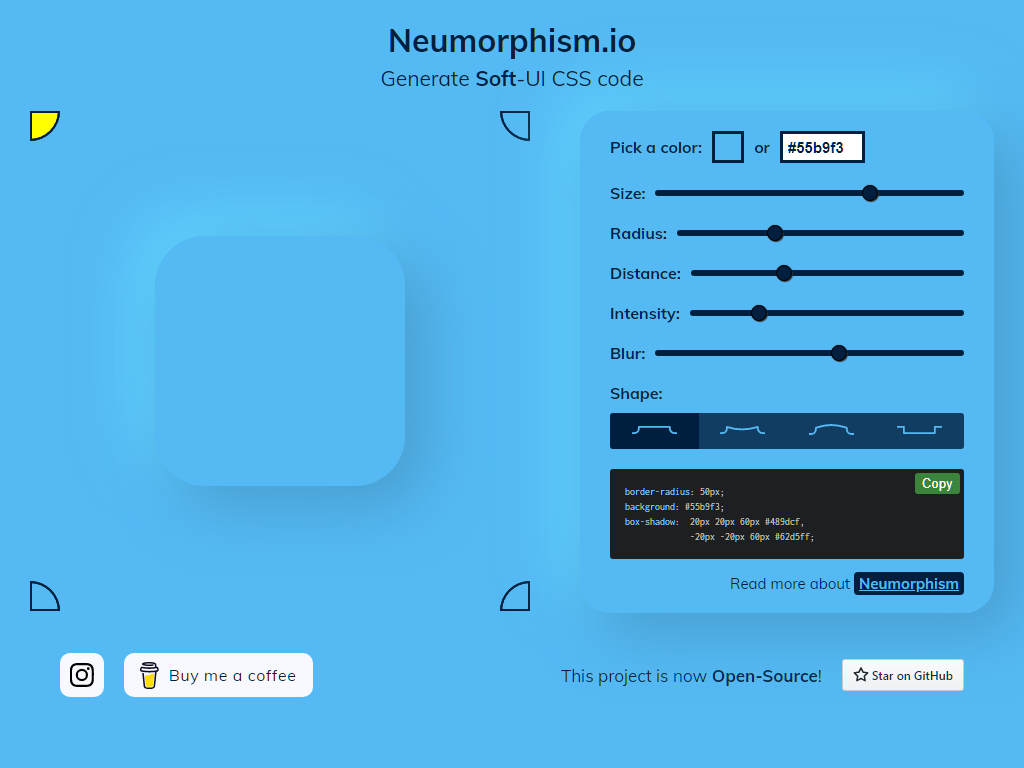 Neumorphism.io
Generate Soft-UI CSS code
Pick a color: or #55b9f3
Size:
Radius:
Distance:
Intensity:
Blur:
Shape:
Copy
border-radius: 50px;
background: #55b9f3;
box-shadow: 20px 20px 60px #489dcf,
-20px -20px 60px #62d5ff;
Read more about Neumorphism
Buy me a coffee
This project is now Open-Source!
Star on GitHub